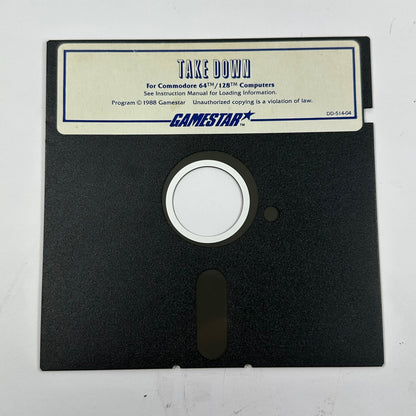 TAKE DOWN
For Commodore 64™/128™ Computers
See Instruction Manual for Loading Information.
Program © 1988 Gamestar Unauthorized copying is a violation of law.
GAMESTAR™
DD-514-04